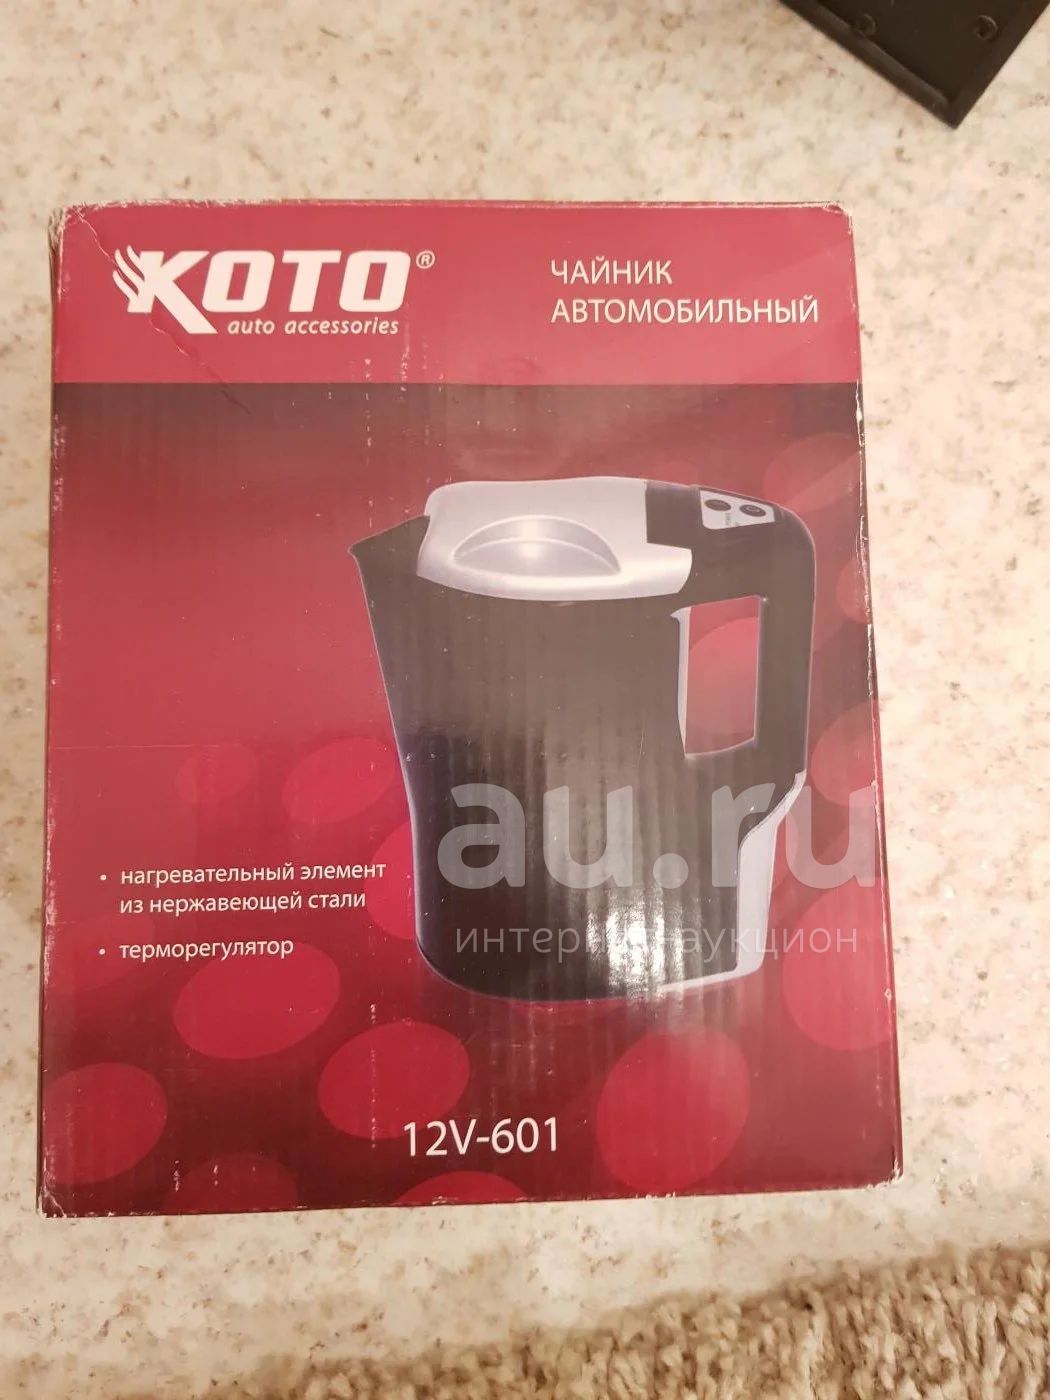 KOTO®
auto accessories
ЧАЙНИК
АВТОМОБИЛЬНЫЙ
• нагревательный элемент
из нержавеющей стали
• терморегулятор
12V-601
au.ru
интернет-аукцион